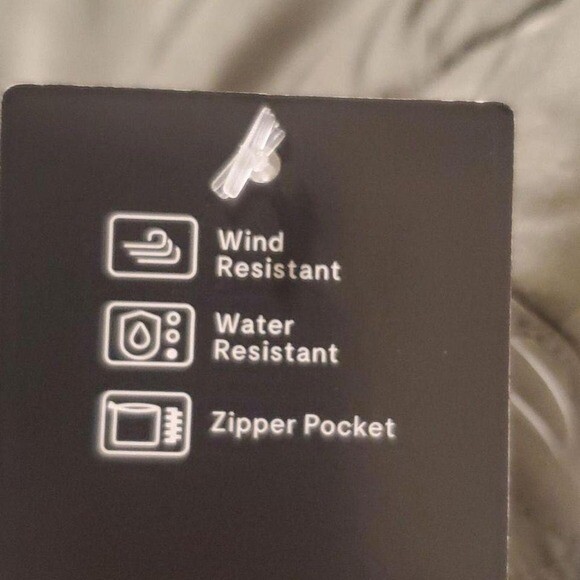 Wind
Resistant
Water
Resistant
Zipper Pocket